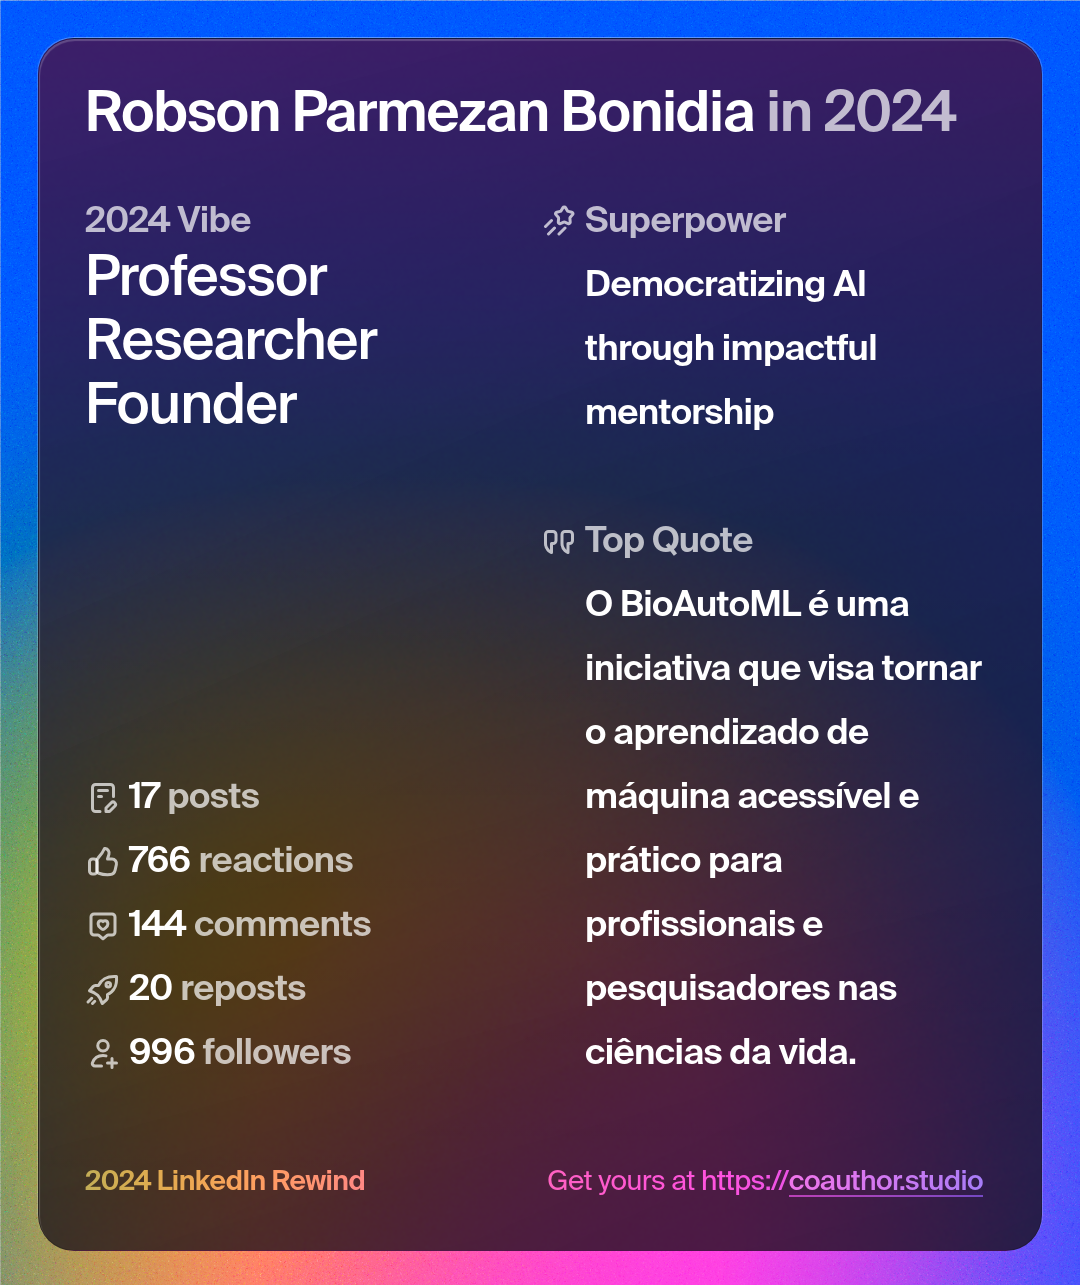 Robson Parmezan Bonidia in 2024
2024 Vibe
Professor
Researcher
Founder
17 posts
766 reactions
144 comments
20 reposts
996 followers
Superpower
Democratizing AI
through impactful
mentorship
Top Quote
O BioAutoML é uma
iniciativa que visa tornar
o aprendizado de
máquina acessível e
prático para
profissionais e
pesquisadores nas
ciências da vida.
2024 LinkedIn Rewind
Get yours at https://coauthor.studio